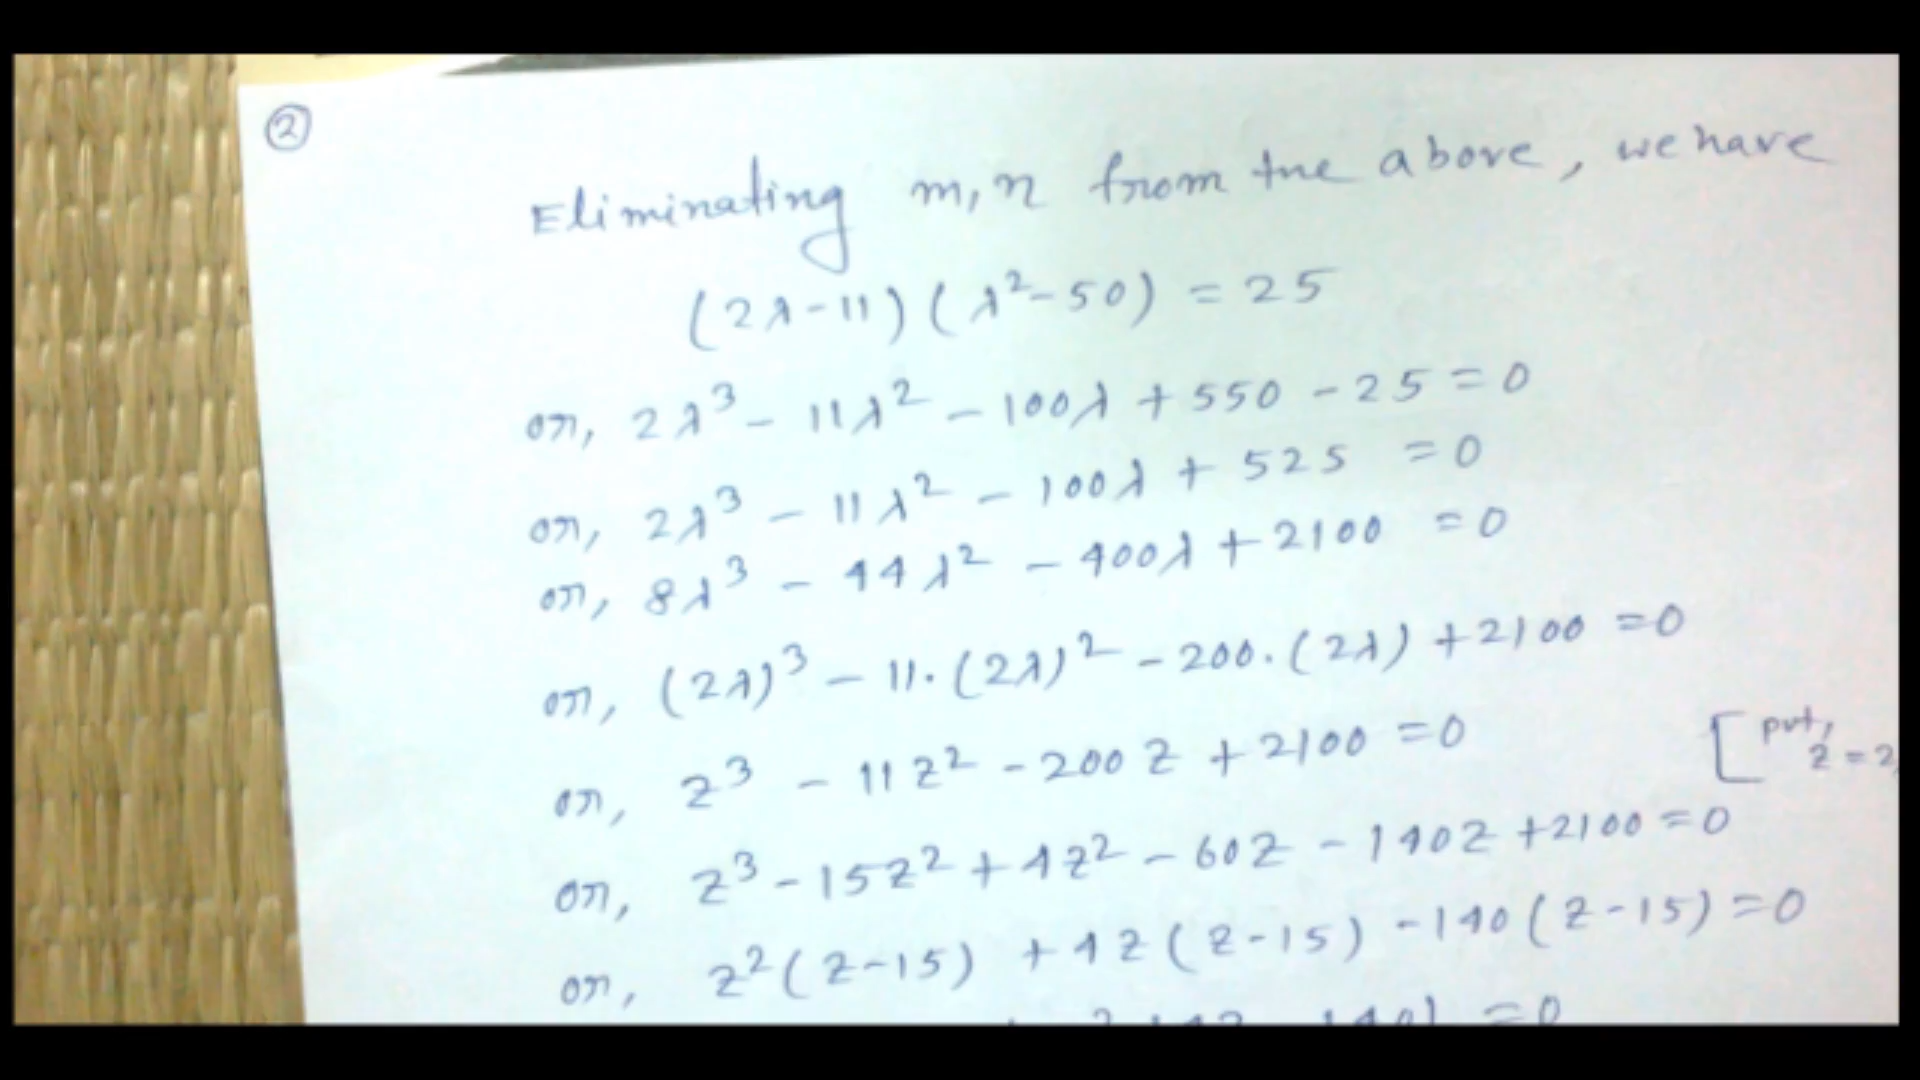 ②
Eliminating m, n from the above, we have
(2λ-11) (λ²-50) = 25
or, 2λ³ - 11λ² - 100λ + 550 - 25 = 0
or, 2λ³ - 11λ² - 100λ + 525 = 0
or, 8λ³ - 44λ² - 400λ + 2100 = 0
or, (2λ)³ - 11.(2λ)² - 200.(2λ) + 2100 = 0
or, z³ - 11z² - 200z + 2100 = 0 [put,
z = 2
or, z³ - 15z² + 4z² - 60z - 140z + 2100 = 0
or, z²(z-15) + 4z(z-15) - 140(z-15) = 0
= 0